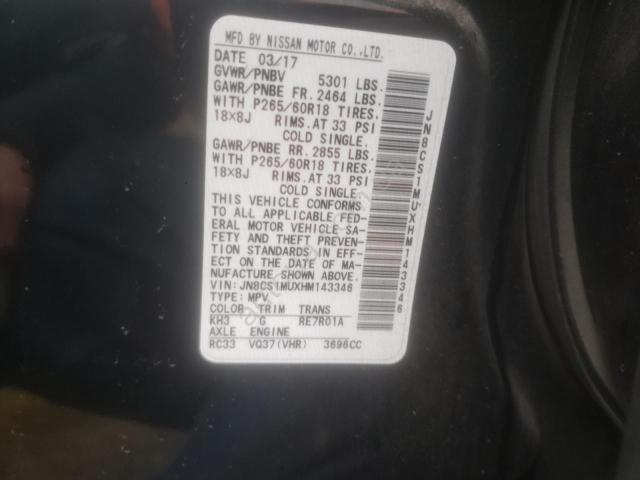 MFD BY NISSAN MOTOR CO.,LTD.
DATE 03/17
GVWR/PNBV 5301 LBS.
GAWR/PNBE FR. 2464 LBS.
WITH P265/60R18 TIRES.
18×8J RIMS. AT 33 PSI
COLD SINGLE.
GAWR/PNBE RR. 2855 LBS.
WITH P265/60R18 TIRES.
18×8J RIMS. AT 33 PSI
COLD SINGLE.
THIS VEHICLE CONFORMS
TO ALL APPLICABLE FED-
ERAL MOTOR VEHICLE SA-
FETY AND THEFT PREVEN-
TION STANDARDS IN EFF-
ECT ON THE DATE OF MA-
NUFACTURE SHOWN ABOVE.
VIN: JN8CS1MUXHM143346
TYPE: MPV
COLOR TRIM TRANS
KH3 G RE7R01A
AXLE ENGINE
RC33 VQ37(VHR) 3696CC
JN8CS1MUXHM143346